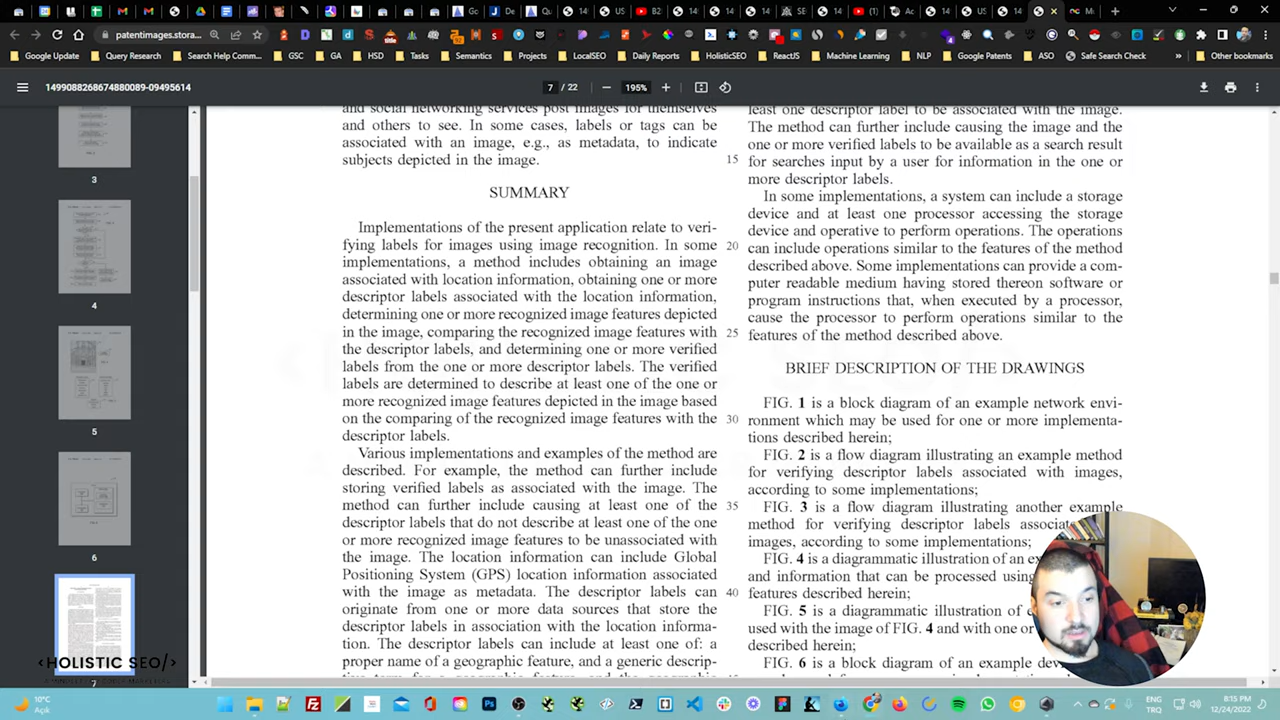 patentimages.stora...
Google Updates
Query Research
Search Help Comm...
GSC
GA
HSD
Tasks
Semantics
Projects
LocalSEO
Daily Reports
HolisticSEO
ReactJS
Machine Learning
NLP
Google Patents
ASO
Safe Search Check
Other bookmarks
1499088268674880089-09495614
7 / 22
195%
3
4
5
6
7
and social networking services post images for themselves
and others to see. In some cases, labels or tags can be
associated with an image, e.g., as metadata, to indicate
subjects depicted in the image.
SUMMARY
Implementations of the present application relate to veri-
fying labels for images using image recognition. In some
implementations, a method includes obtaining an image
associated with location information, obtaining one or more
descriptor labels associated with the location information,
determining one or more recognized image features depicted
in the image, comparing the recognized image features with
the descriptor labels, and determining one or more verified
labels from the one or more descriptor labels. The verified
labels are determined to describe at least one of the one or
more recognized image features depicted in the image based
on the comparing of the recognized image features with the
descriptor labels.
Various implementations and examples of the method are
described. For example, the method can further include
storing verified labels as associated with the image. The
method can further include causing at least one of the
descriptor labels that do not describe at least one of the one
or more recognized image features to be unassociated with
the image. The location information can include Global
Positioning System (GPS) location information associated
with the image as metadata. The descriptor labels can
originate from one or more data sources that store the
descriptor labels in association with the location informa-
tion. The descriptor labels can include at least one of: a
proper name of a geographic feature, and a generic descrip-
15
20
25
30
35
40
least one descriptor label to be associated with the image.
The method can further include causing the image and the
one or more verified labels to be available as a search result
for searches input by a user for information in the one or
more descriptor labels.
In some implementations, a system can include a storage
device and at least one processor accessing the storage
device and operative to perform operations. The operations
can include operations similar to the features of the method
described above. Some implementations can provide a com-
puter readable medium having stored thereon software or
program instructions that, when executed by a processor,
cause the processor to perform operations similar to the
features of the method described above.
BRIEF DESCRIPTION OF THE DRAWINGS
FIG. 1 is a block diagram of an example network envi-
ronment which may be used for one or more implementa-
tions described herein;
FIG. 2 is a flow diagram illustrating an example method
for verifying descriptor labels associated with images,
according to some implementations;
FIG. 3 is a flow diagram illustrating another example
method for verifying descriptor labels associa
images, according to some implementations;
FIG. 4 is a diagrammatic illustration of an ex
and information that can be processed using
features described herein;
FIG. 5 is a diagrammatic illustration of
used with the image of FIG. 4 and with one or
described herein;
FIG. 6 is a block diagram of an example dev
<HOLISTIC SEO/>
10°C
Açık
ENG
TRQ
8:15 PM
12/24/2022